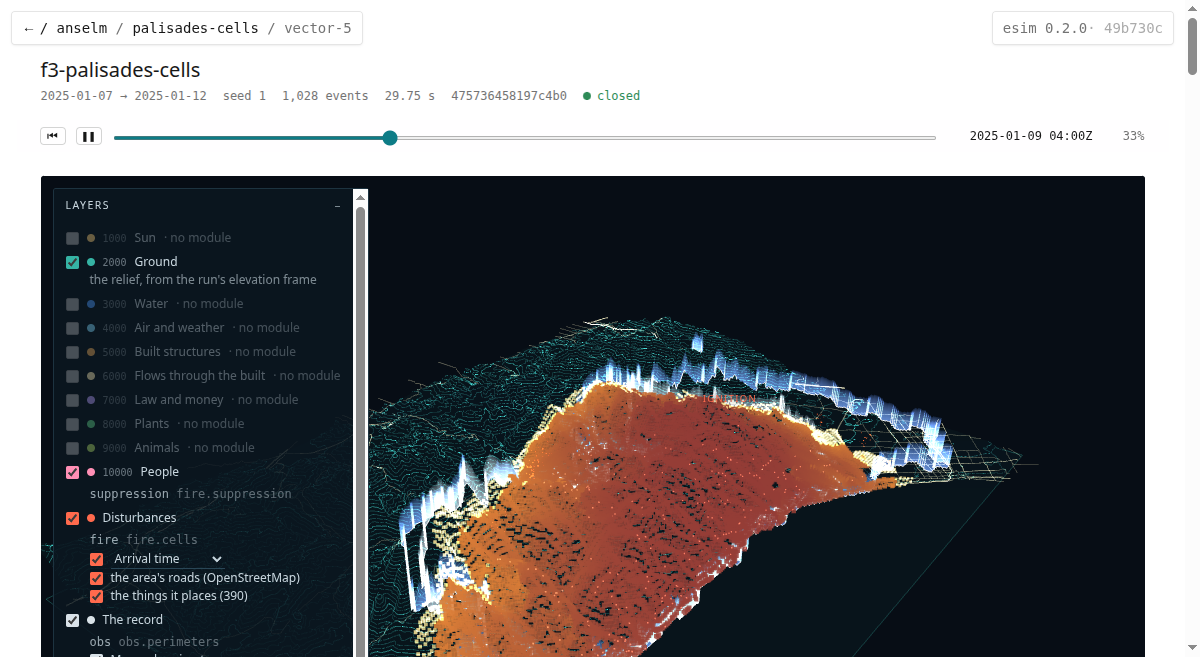 ← / anselm / palisades-cells / vector-5
esim 0.2.0· 49b730c
f3-palisades-cells
2025-01-07 → 2025-01-12 seed 1 1,028 events 29.75 s 475736458197c4b0 ● closed
2025-01-09 04:00Z 33%
LAYERS –
1000 Sun · no module
2000 Ground
the relief, from the run's elevation frame
3000 Water · no module
4000 Air and weather · no module
5000 Built structures · no module
6000 Flows through the built · no module
7000 Law and money · no module
8000 Plants · no module
9000 Animals · no module
10000 People
suppression fire.suppression
Disturbances
fire fire.cells
Arrival time
the area's roads (OpenStreetMap)
the things it places (390)
The record
obs obs.perimeters
IGNITION